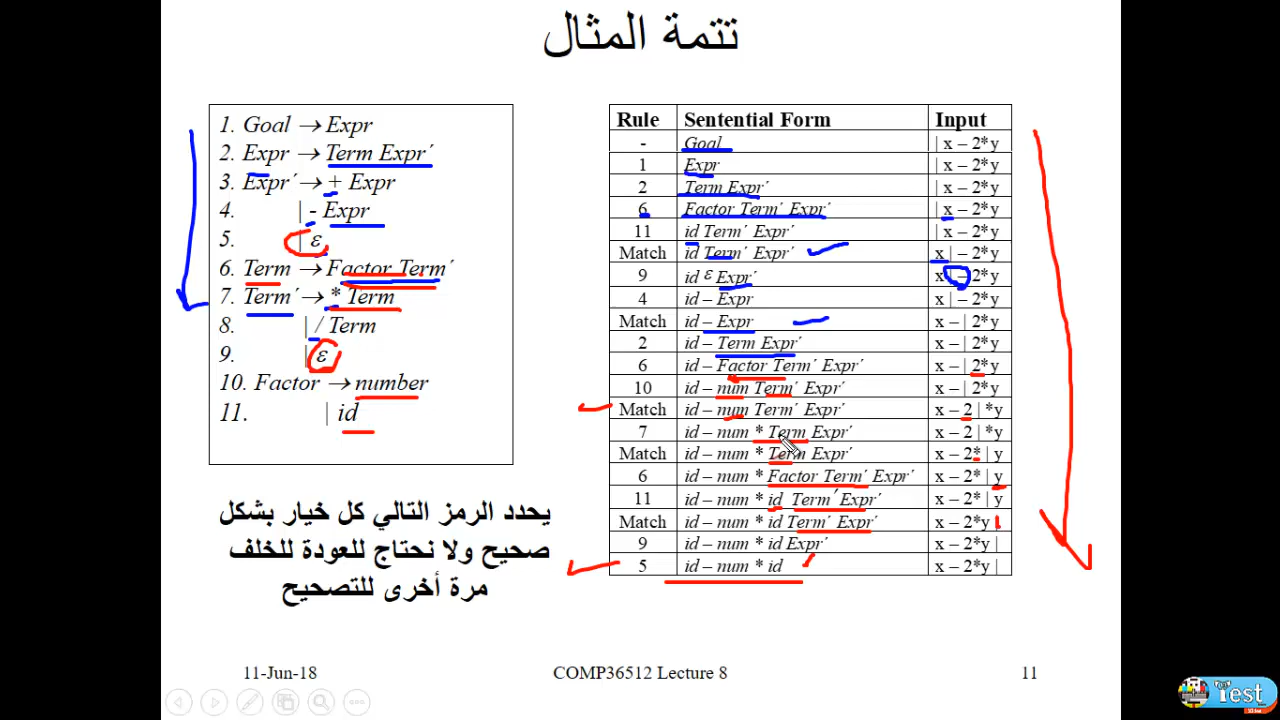 تتمة المثال
1. Goal → Expr
2. Expr → Term Expr´
3. Expr´→ + Expr
4. | - Expr
5. | ε
6. Term → Factor Term´
7. Term´→ * Term
8. | / Term
9. | ε
10. Factor → number
11. | id
Rule Sentential Form Input
- Goal | x – 2*y
1 Expr | x – 2*y
2 Term Expr´ | x – 2*y
6 Factor Term´ Expr´ | x – 2*y
11 id Term´ Expr´ | x – 2*y
Match id Term´ Expr´ x | – 2*y
9 id ε Expr´ x | – 2*y
4 id – Expr x | – 2*y
Match id – Expr x – | 2*y
2 id – Term Expr´ x – | 2*y
6 id – Factor Term´ Expr´ x – | 2*y
10 id – num Term´ Expr´ x – | 2*y
Match id – num Term´ Expr´ x – 2 | *y
7 id – num * Term Expr´ x – 2 | *y
Match id – num * Term Expr´ x – 2* | y
6 id – num * Factor Term´ Expr´ x – 2* | y
11 id – num * id Term´ Expr´ x – 2* | y
Match id – num * id Term´ Expr´ x – 2*y |
9 id – num * id Expr´ x – 2*y |
5 id – num * id x – 2*y |
يحدد الرمز التالي كل خيار بشكل
صحيح ولا نحتاج للعودة للخلف
مرة أخرى للتصحيح
11-Jun-18 COMP36512 Lecture 8 11
Test